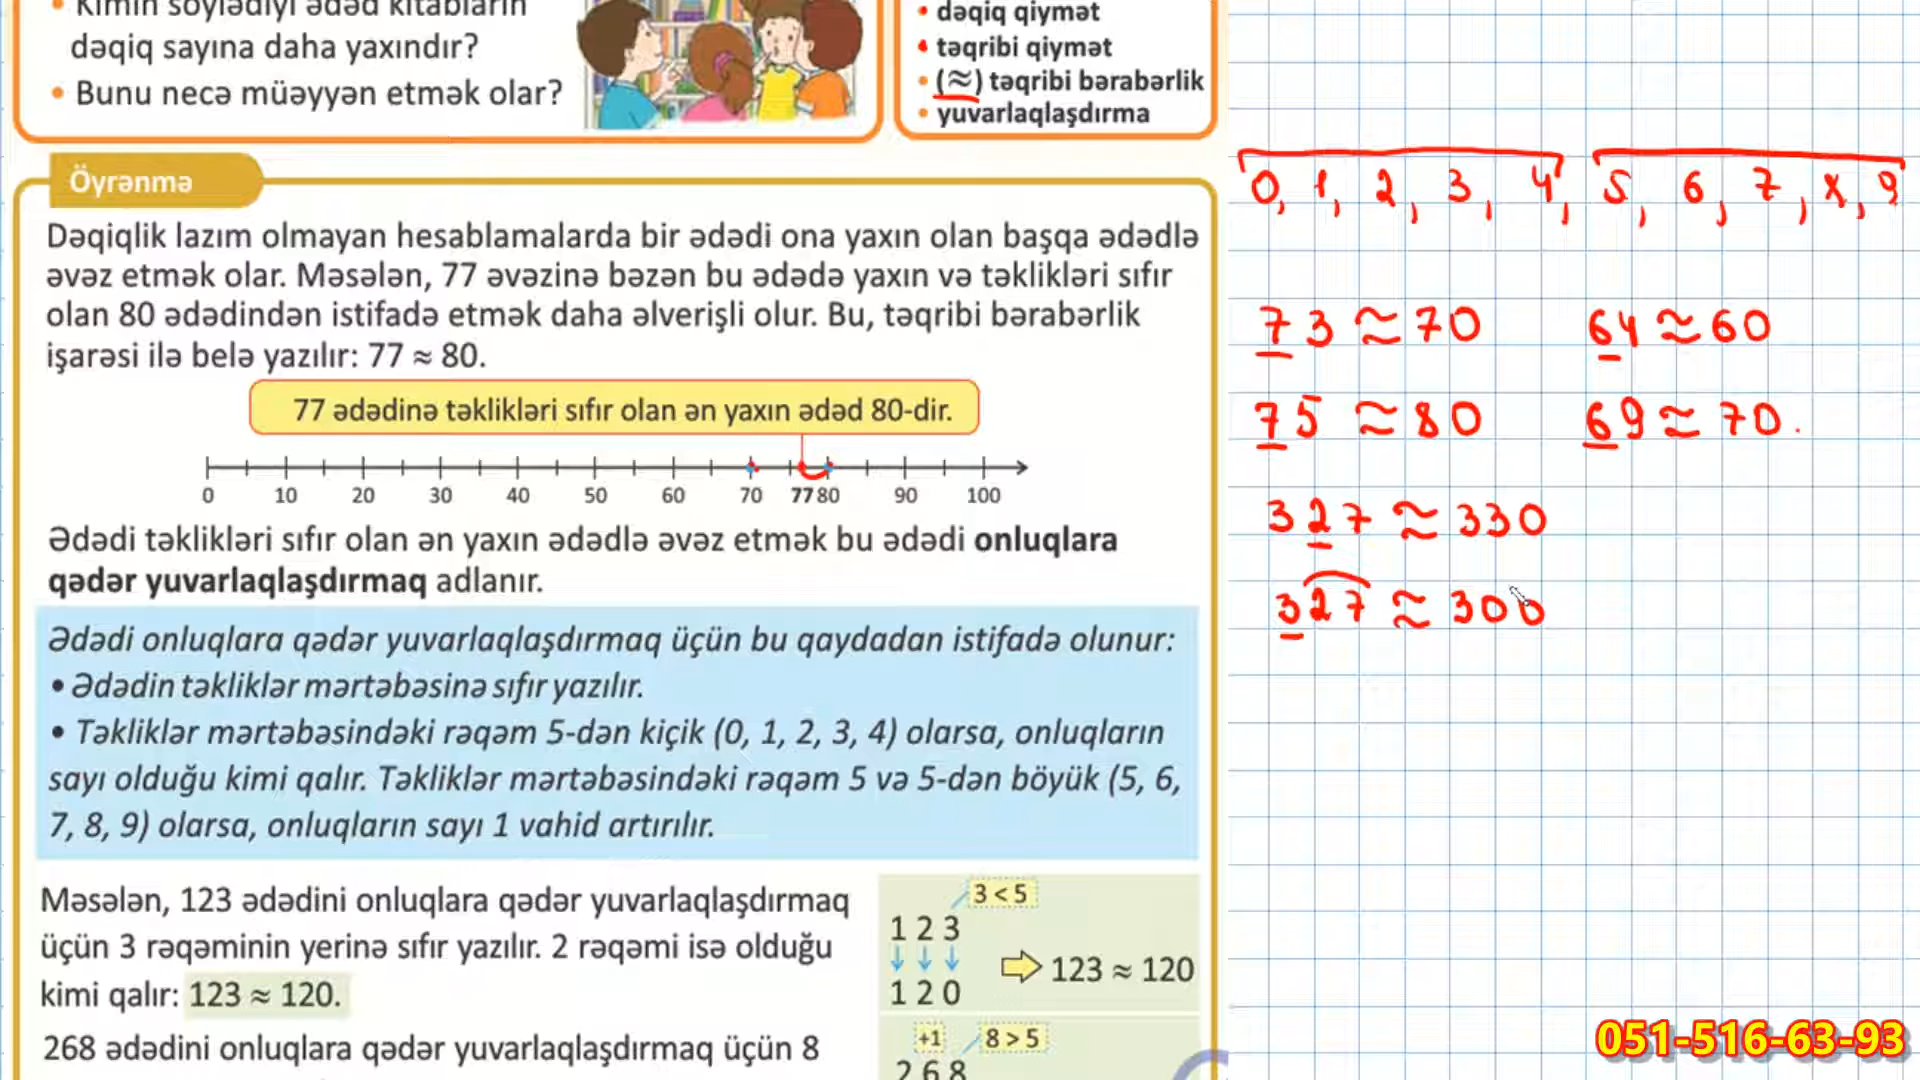 • Kimin söylədiyi ədəd kitabların
dəqiq sayına daha yaxındır?
• Bunu necə müəyyən etmək olar?
• dəqiq qiymət
• təqribi qiymət
• (≈) təqribi bərabərlik
• yuvarlaqlaşdırma
Öyrənmə
Dəqiqlik lazım olmayan hesablamalarda bir ədədi ona yaxın olan başqa ədədlə
əvəz etmək olar. Məsələn, 77 əvəzinə bəzən bu ədədə yaxın və təklikləri sıfır
olan 80 ədədindən istifadə etmək daha əlverişli olur. Bu, təqribi bərabərlik
işarəsi ilə belə yazılır: 77 ≈ 80.
77 ədədinə təklikləri sıfır olan ən yaxın ədəd 80-dir.
0 10 20 30 40 50 60 70 77 80 90 100
Ədədi təklikləri sıfır olan ən yaxın ədədlə əvəz etmək bu ədədi onluqlara
qədər yuvarlaqlaşdırmaq adlanır.
Ədədi onluqlara qədər yuvarlaqlaşdırmaq üçün bu qaydadan istifadə olunur:
• Ədədin təkliklər mərtəbəsinə sıfır yazılır.
• Təkliklər mərtəbəsindəki rəqəm 5-dən kiçik (0, 1, 2, 3, 4) olarsa, onluqların
sayı olduğu kimi qalır. Təkliklər mərtəbəsindəki rəqəm 5 və 5-dən böyük (5, 6,
7, 8, 9) olarsa, onluqların sayı 1 vahid artırılır.
Məsələn, 123 ədədini onluqlara qədər yuvarlaqlaşdırmaq
üçün 3 rəqəminin yerinə sıfır yazılır. 2 rəqəmi isə olduğu
kimi qalır: 123 ≈ 120.
268 ədədini onluqlara qədər yuvarlaqlaşdırmaq üçün 8
3 < 5
1 2 3
123 ≈ 120
1 2 0
+1 8 > 5
2 6 8
0, 1, 2, 3, 4, 5, 6, 7, 8, 9
73 ≈ 70 64 ≈ 60
75 ≈ 80 69 ≈ 70.
327 ≈ 330
327 ≈ 300
051-516-63-93